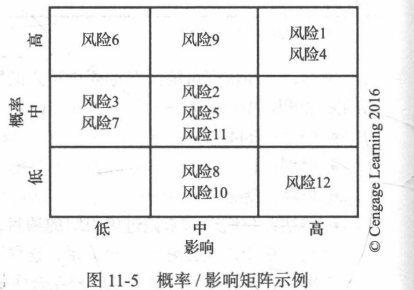 概率
高
风险6
风险9
风险1
风险4
中
风险3
风险7
风险2
风险5
风险11
低
风险8
风险10
风险12
低
中
高
影响
© Cengage Learning 2016
图 11-5 概率/影响矩阵示例